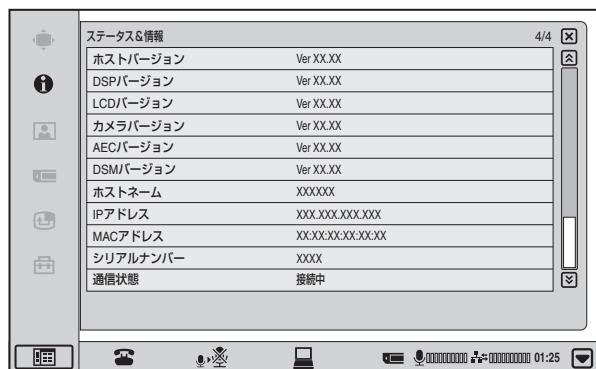 ステータス&情報 4/4
ホストバージョン Ver XX.XX
DSPバージョン Ver XX.XX
LCDバージョン Ver XX.XX
カメラバージョン Ver XX.XX
AECバージョン Ver XX.XX
DSMバージョン Ver XX.XX
ホストネーム XXXXXX
IPアドレス XXX.XXX.XXX.XXX
MACアドレス XX:XX:XX:XX:XX:XX
シリアルナンバー XXXX
通信状態 接続中
01:25